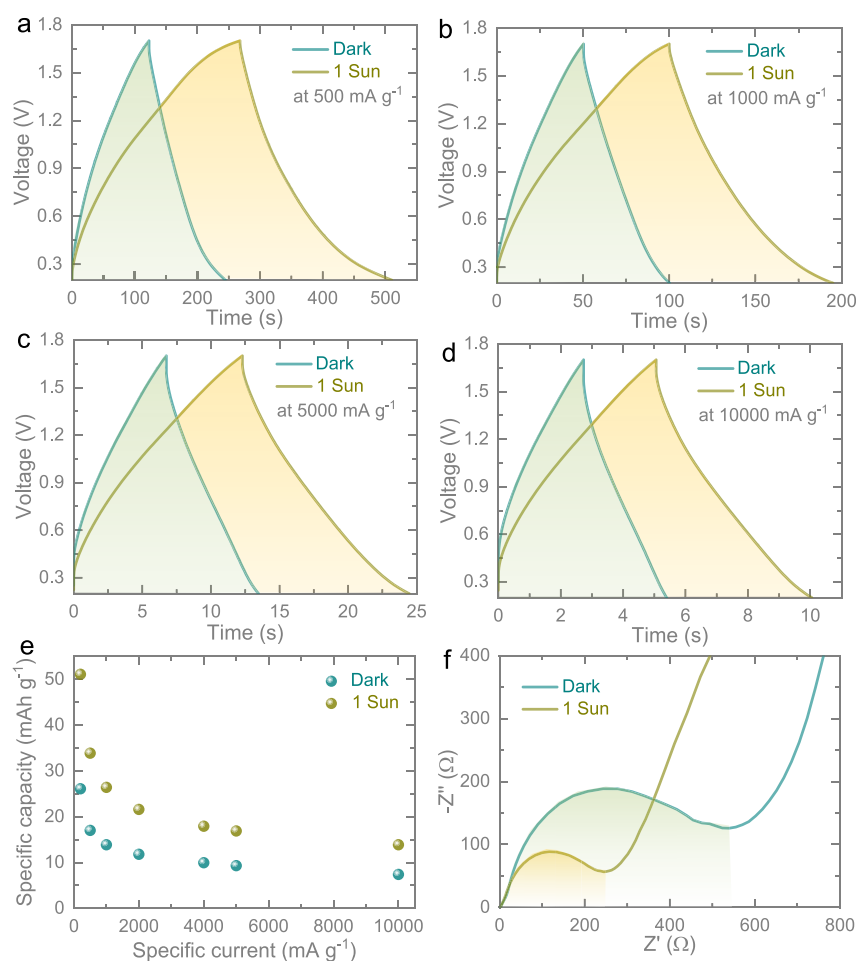 a
1.8
1.5
1.2
0.9
0.6
0.3
Voltage (V)
Dark
1 Sun
at 500 mA g⁻¹
0 100 200 300 400 500
Time (s)
b
1.8
1.5
1.2
0.9
0.6
0.3
Voltage (V)
Dark
1 Sun
at 1000 mA g⁻¹
0 50 100 150 200
Time (s)
c
1.8
1.5
1.2
0.9
0.6
0.3
Voltage (V)
Dark
1 Sun
at 5000 mA g⁻¹
0 5 10 15 20 25
Time (s)
d
1.8
1.5
1.2
0.9
0.6
0.3
Voltage (V)
Dark
1 Sun
at 10000 mA g⁻¹
0 2 4 6 8 10
Time (s)
e
50
40
30
20
10
0
Specific capacity (mAh g⁻¹)
Dark
1 Sun
0 2000 4000 6000 8000 10000
Specific current (mA g⁻¹)
f
400
300
200
100
0
-Z'' (Ω)
Dark
1 Sun
0 200 400 600 800
Z' (Ω)